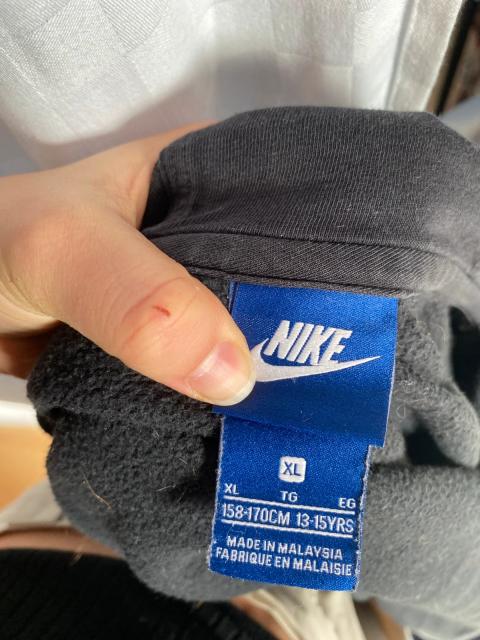 NIKE
XL
XL TG EG
158-170CM 13-15YRS
MADE IN MALAYSIA
FABRIQUE EN MALAISIE